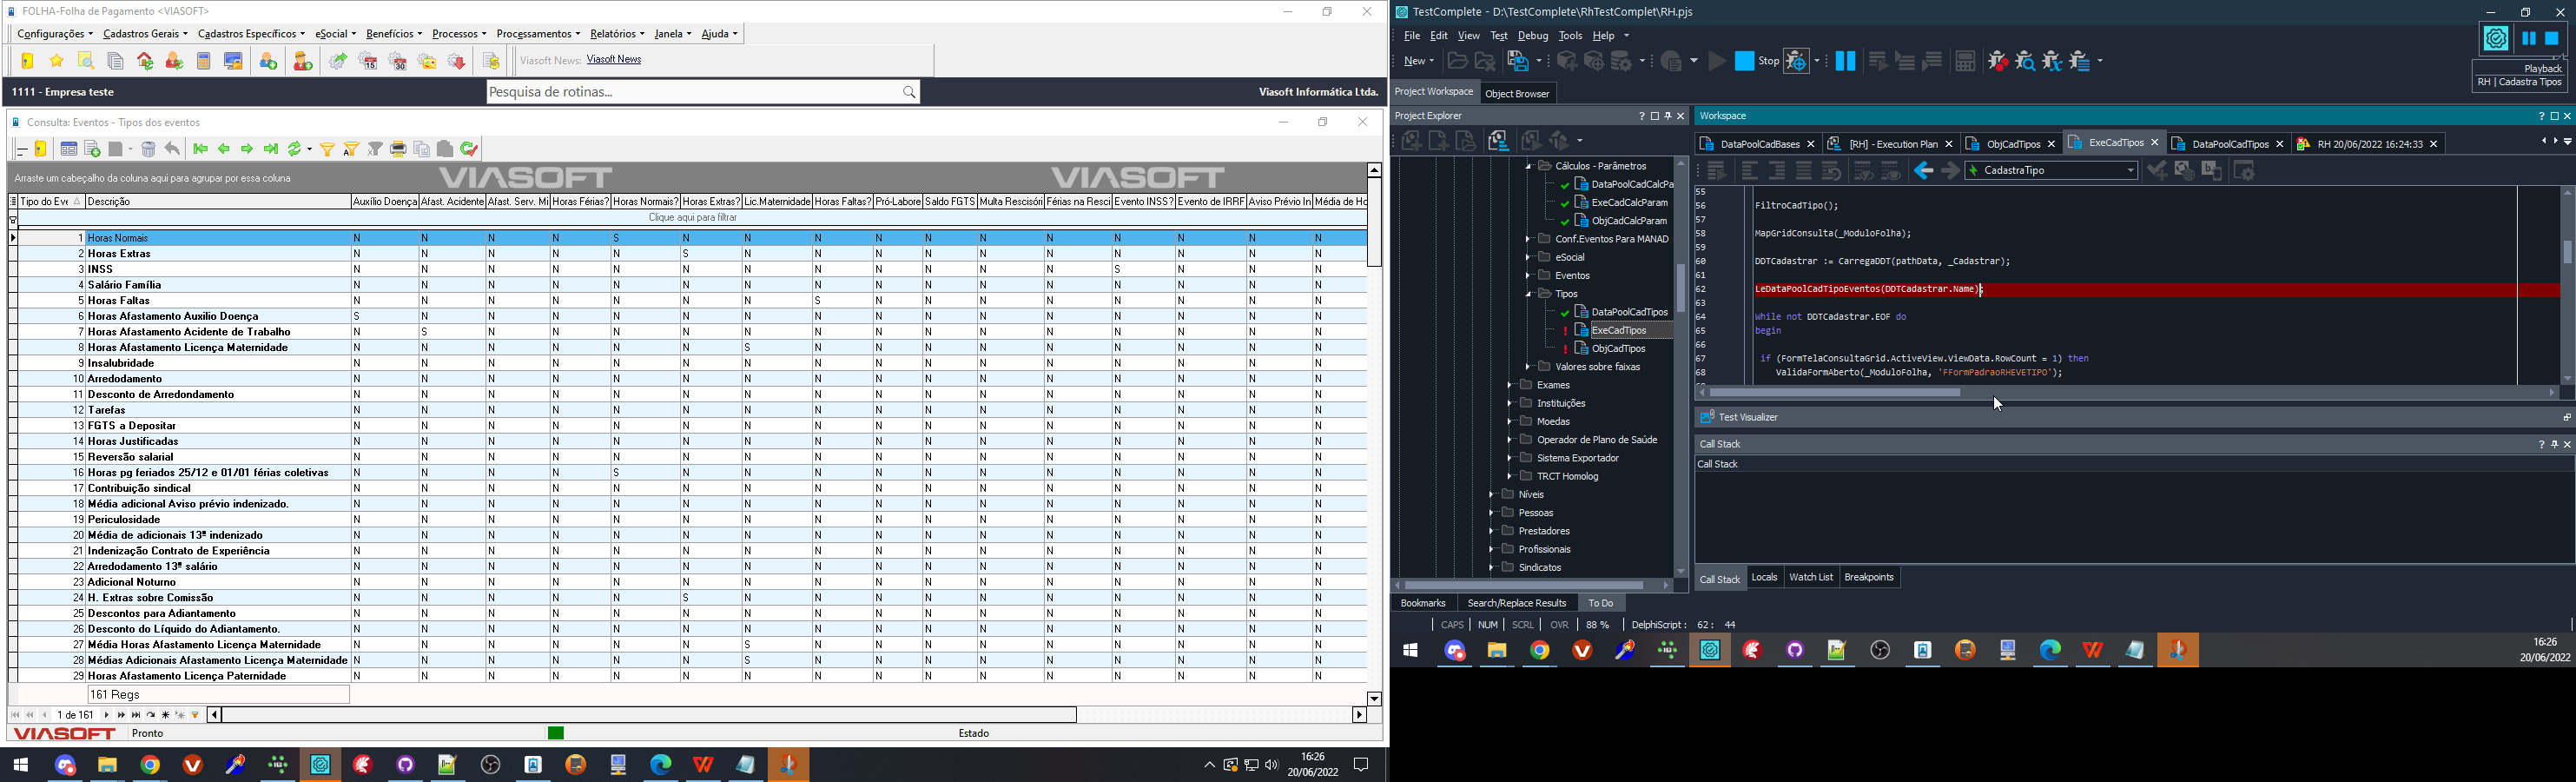 FOLHA-Folha de Pagamento <VIASOFT>
Configurações Cadastros Gerais Cadastros Específicos eSocial Benefícios Processos Processamentos Relatórios Janela Ajuda
Viasoft News: Viasoft News
1111 - Empresa teste Pesquisa de rotinas... Viasoft Informática Ltda.
Consulta: Eventos - Tipos dos eventos
Arraste um cabeçalho da coluna aqui para agrupar por essa coluna VIASOFT VIASOFT
Tipo do Eve Descrição Auxílio Doença Afast. Acidente Afast. Serv. Mi Horas Férias? Horas Normais? Horas Extras? Lic.Maternidade Horas Faltas? Pró-Labore Saldo FGTS Multa Rescisóri Férias na Resci Evento INSS? Evento de IRRF Aviso Prévio In Média de Ho
Clique aqui para filtrar
1 Horas Normais N N N N S N N N N N N N N N N N
2 Horas Extras N N N N N S N N N N N N N N N N
3 INSS N N N N N N N N N N N N S N N N
4 Salário Família N N N N N N N N N N N N N N N N
5 Horas Faltas N N N N N N N S N N N N N N N N
6 Horas Afastamento Auxílio Doença S N N N N N N N N N N N N N N N
7 Horas Afastamento Acidente de Trabalho N S N N N N N N N N N N N N N N
8 Horas Afastamento Licença Maternidade N N N N N N S N N N N N N N N N
9 Insalubridade N N N N N N N N N N N N N N N N
10 Arredodamento N N N N N N N N N N N N N N N N
11 Desconto de Arredondamento N N N N N N N N N N N N N N N N
12 Tarefas N N N N N N N N N N N N N N N N
13 FGTS a Depositar N N N N N N N N N N N N N N N N
14 Horas Justificadas N N N N N N N N N N N N N N N N
15 Reversão salarial N N N N N N N N N N N N N N N N
16 Horas pg feriados 25/12 e 01/01 férias coletivas N N N N S N N N N N N N N N N N
17 Contribuição sindical N N N N N N N N N N N N N N N N
18 Média adicional Aviso prévio indenizado. N N N N N N N N N N N N N N N N
19 Periculosidade N N N N N N N N N N N N N N N N
20 Média de adicionais 13º indenizado N N N N N N N N N N N N N N N N
21 Indenização Contrato de Experiência N N N N N N N N N N N N N N N N
22 Arredodamento 13º salário N N N N N N N N N N N N N N N N
23 Adicional Noturno N N N N N N N N N N N N N N N N
24 H. Extras sobre Comissão N N N N N S N N N N N N N N N N
25 Descontos para Adiantamento N N N N N N N N N N N N N N N N
26 Desconto do Líquido do Adiantamento. N N N N N N N N N N N N N N N N
27 Média Horas Afastamento Licença Maternidade N N N N N N S N N N N N N N N N
28 Médias Adicionais Afastamento Licença Maternidade N N N N N N S N N N N N N N N N
29 Horas Afastamento Licença Paternidade N N N N N N N N N N N N N N N N
161 Regs
1 de 161
VIASOFT Pronto Estado
16:26
20/06/2022
TestComplete - D:\TestComplete\RhTestComplet\RH.pjs
File Edit View Test Debug Tools Help
New Stop
Playback
RH | Cadastra Tipos
Project Workspace Object Browser
Project Explorer
Cálculos - Parâmetros
DataPoolCadCalcPa
ExeCadCalcParam
ObjCadCalcParam
Conf.Eventos Para MANAD
eSocial
Eventos
Tipos
DataPoolCadTipos
ExeCadTipos
ObjCadTipos
Valores sobre faixas
Exames
Instituições
Moedas
Operador de Plano de Saúde
Sistema Exportador
TRCT Homolog
Níveis
Pessoas
Prestadores
Profissionais
Sindicatos
Workspace
DataPoolCadBases [RH] - Execution Plan ObjCadTipos ExeCadTipos DataPoolCadTipos RH 20/06/2022 16:24:33
CadastraTipo
55
56 FiltroCadTipo();
57
58 MapGridConsulta(_ModuloFolha);
59
60 DDTCadastrar := CarregaDDT(pathData, _Cadastrar);
61
62 LeDataPoolCadTipoEventos(DDTCadastrar.Name);
63
64 While not DDTCadastrar.EOF do
65 begin
66
67 if (FormTelaConsultaGrid.ActiveView.ViewData.RowCount = 1) then
68 ValidaFormAberto(_ModuloFolha, 'FFormPadraoRHEVETIPO');
Test Visualizer
Call Stack
Call Stack
Call Stack Locals Watch List Breakpoints
Bookmarks Search/Replace Results To Do
CAPS NUM SCRL OVR 88 % DelphiScript: 62: 44
16:26
20/06/2022